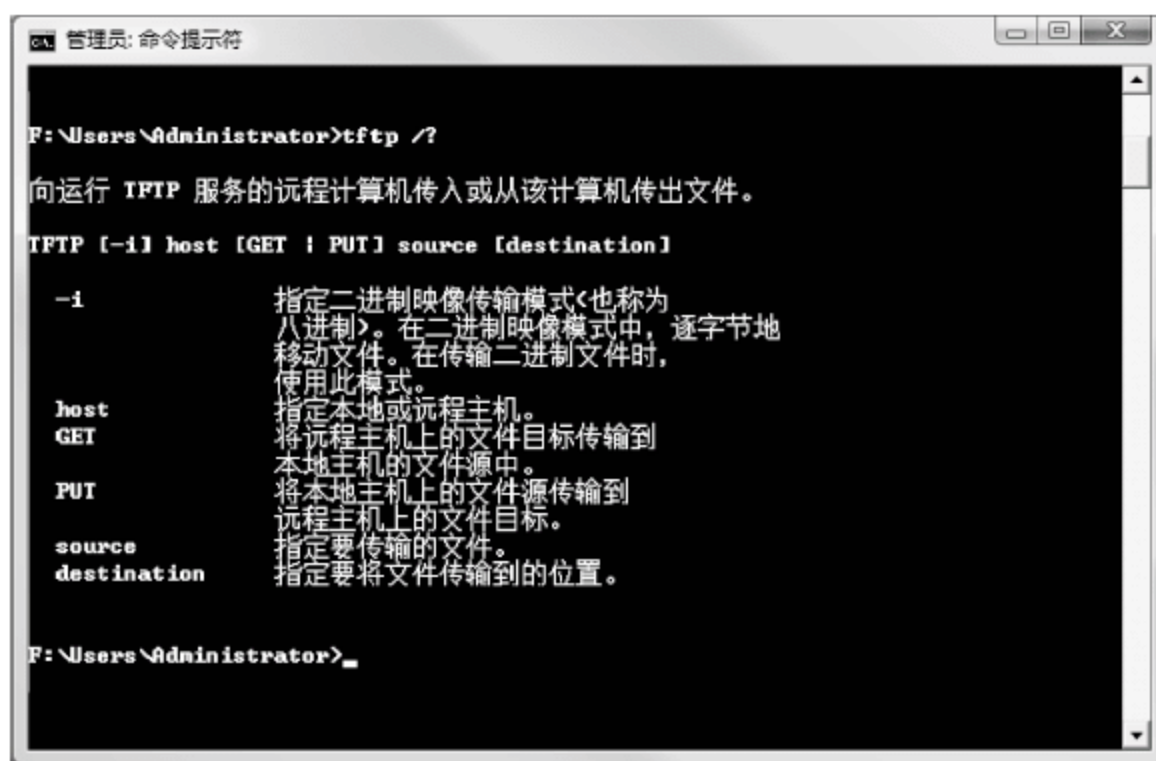 管理员: 命令提示符
F:\Users\Administrator>tftp /?
向运行 TFTP 服务的远程计算机传入或从该计算机传出文件。
TFTP [-i] host [GET | PUT] source [destination]
-i 指定二进制映像传输模式(也称为
八进制)。在二进制映像模式中，逐字节地
移动文件。在传输二进制文件时，
使用此模式。
host 指定本地或远程主机。
GET 将远程主机上的文件目标传输到
本地主机的文件源中。
PUT 将本地主机上的文件源传输到
远程主机上的文件目标。
source 指定要传输的文件。
destination 指定要将文件传输到的位置。
F:\Users\Administrator>_